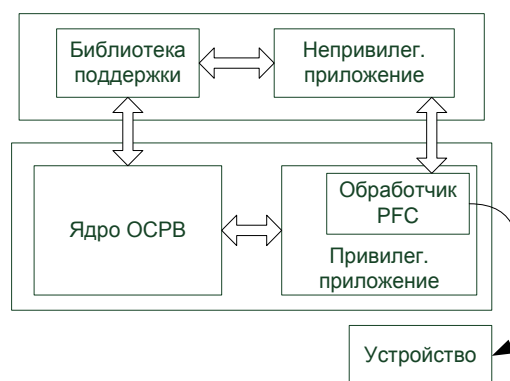 Библиотека
поддержки
Непривилег.
приложение
Ядро ОСРВ
Обработчик
PFC
Привилег.
приложение
Устройство